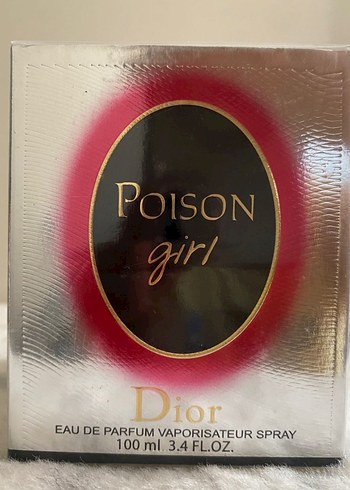 POISON
girl
Dior
EAU DE PARFUM VAPORISATEUR SPRAY
100 ml 3.4 FL.OZ.